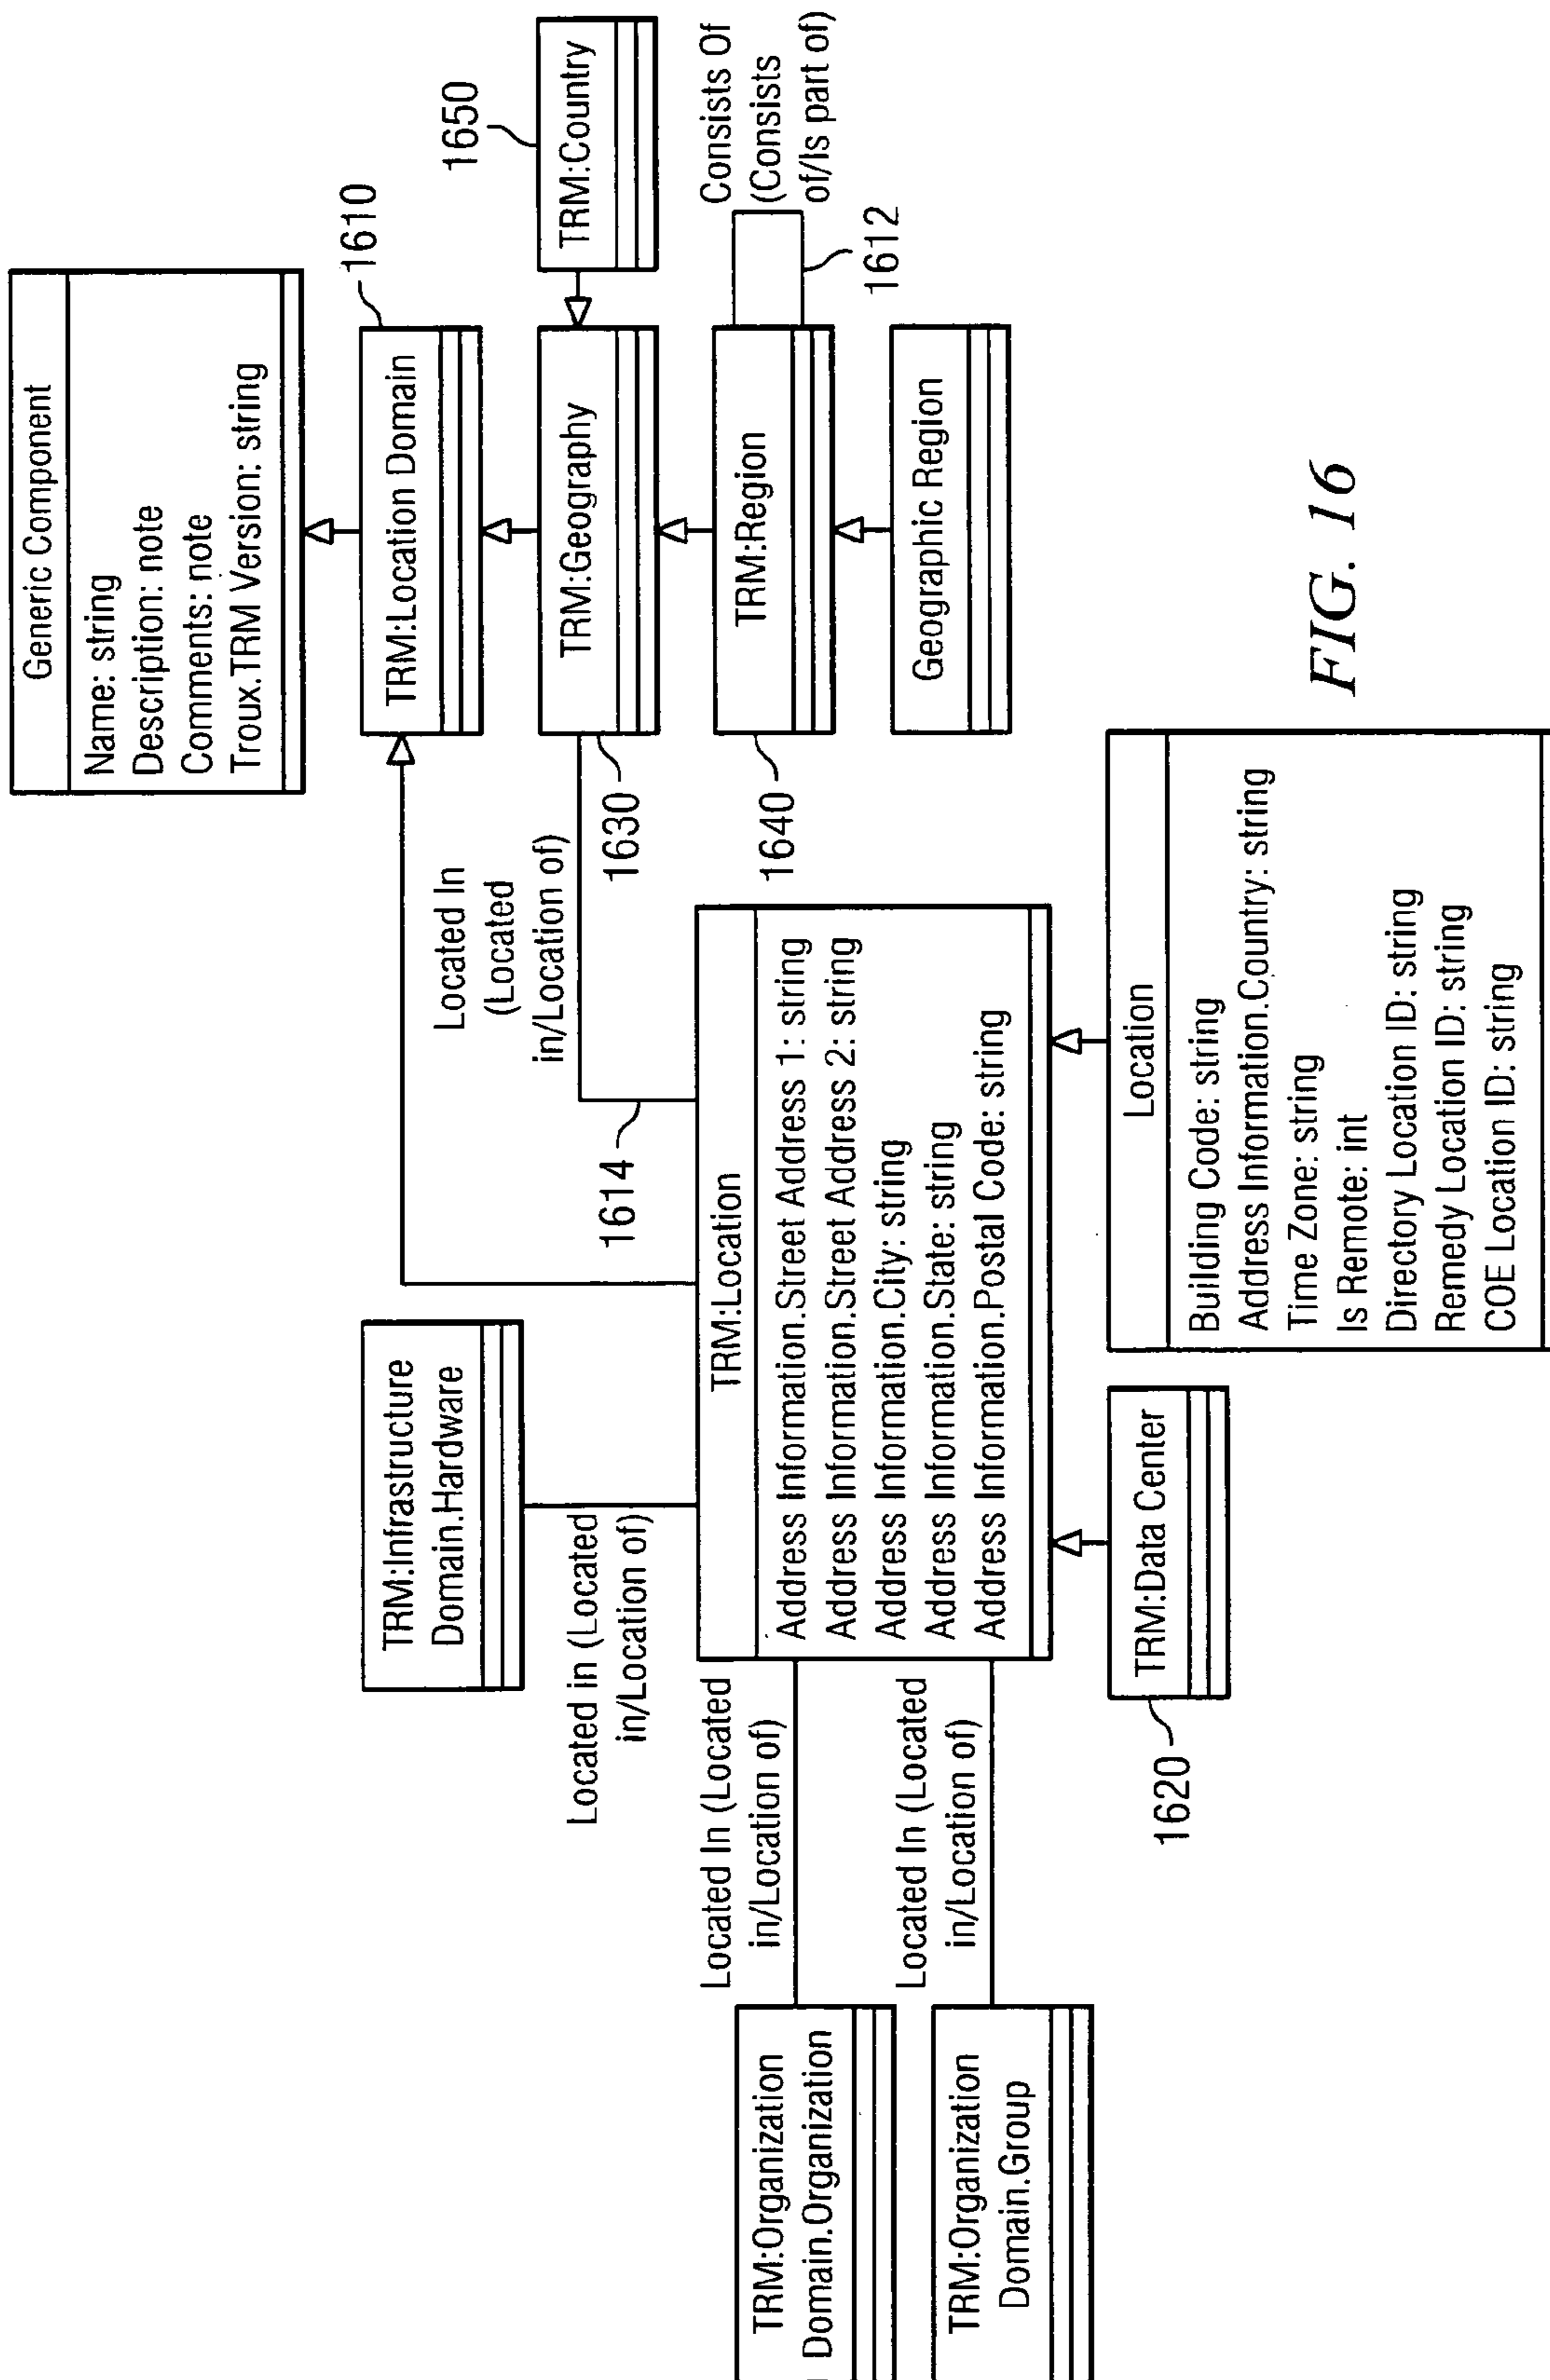 Generic Component
Name: string
Description: note
Comments: note
Troux.TRM Version: string
1610
TRM:Location Domain
1650
TRM:Country
TRM:Geography
1630
Located In
(Located
in/Location of)
1614
TRM:Region
1640
Consists Of
(Consists
of/Is part of)
1612
Geographic Region
TRM:Infrastructure
Domain.Hardware
Located in (Located
in/Location of)
TRM:Location
Address Information.Street Address 1: string
Address Information.Street Address 2: string
Address Information.City: string
Address Information.State: string
Address Information.Postal Code: string
Located In (Located
in/Location of)
TRM:Organization
Domain.Organization
Located In (Located
in/Location of)
TRM:Organization
Domain.Group
TRM:Data Center
1620
Location
Building Code: string
Address Information.Country: string
Time Zone: string
Is Remote: int
Directory Location ID: string
Remedy Location ID: string
COE Location ID: string
FIG. 16